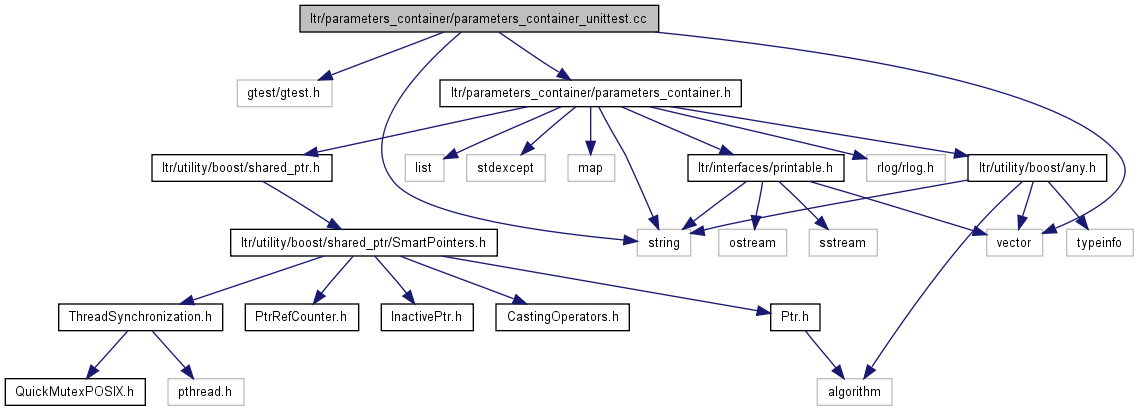 ltr/parameters_container/parameters_container_unittest.cc
gtest/gtest.h
ltr/parameters_container/parameters_container.h
ltr/utility/boost/shared_ptr.h
list
stdexcept
map
ltr/interfaces/printable.h
rlog/rlog.h
ltr/utility/boost/any.h
ltr/utility/boost/shared_ptr/SmartPointers.h
string
ostream
sstream
vector
typeinfo
ThreadSynchronization.h
PtrRefCounter.h
InactivePtr.h
CastingOperators.h
Ptr.h
QuickMutexPOSIX.h
pthread.h
algorithm